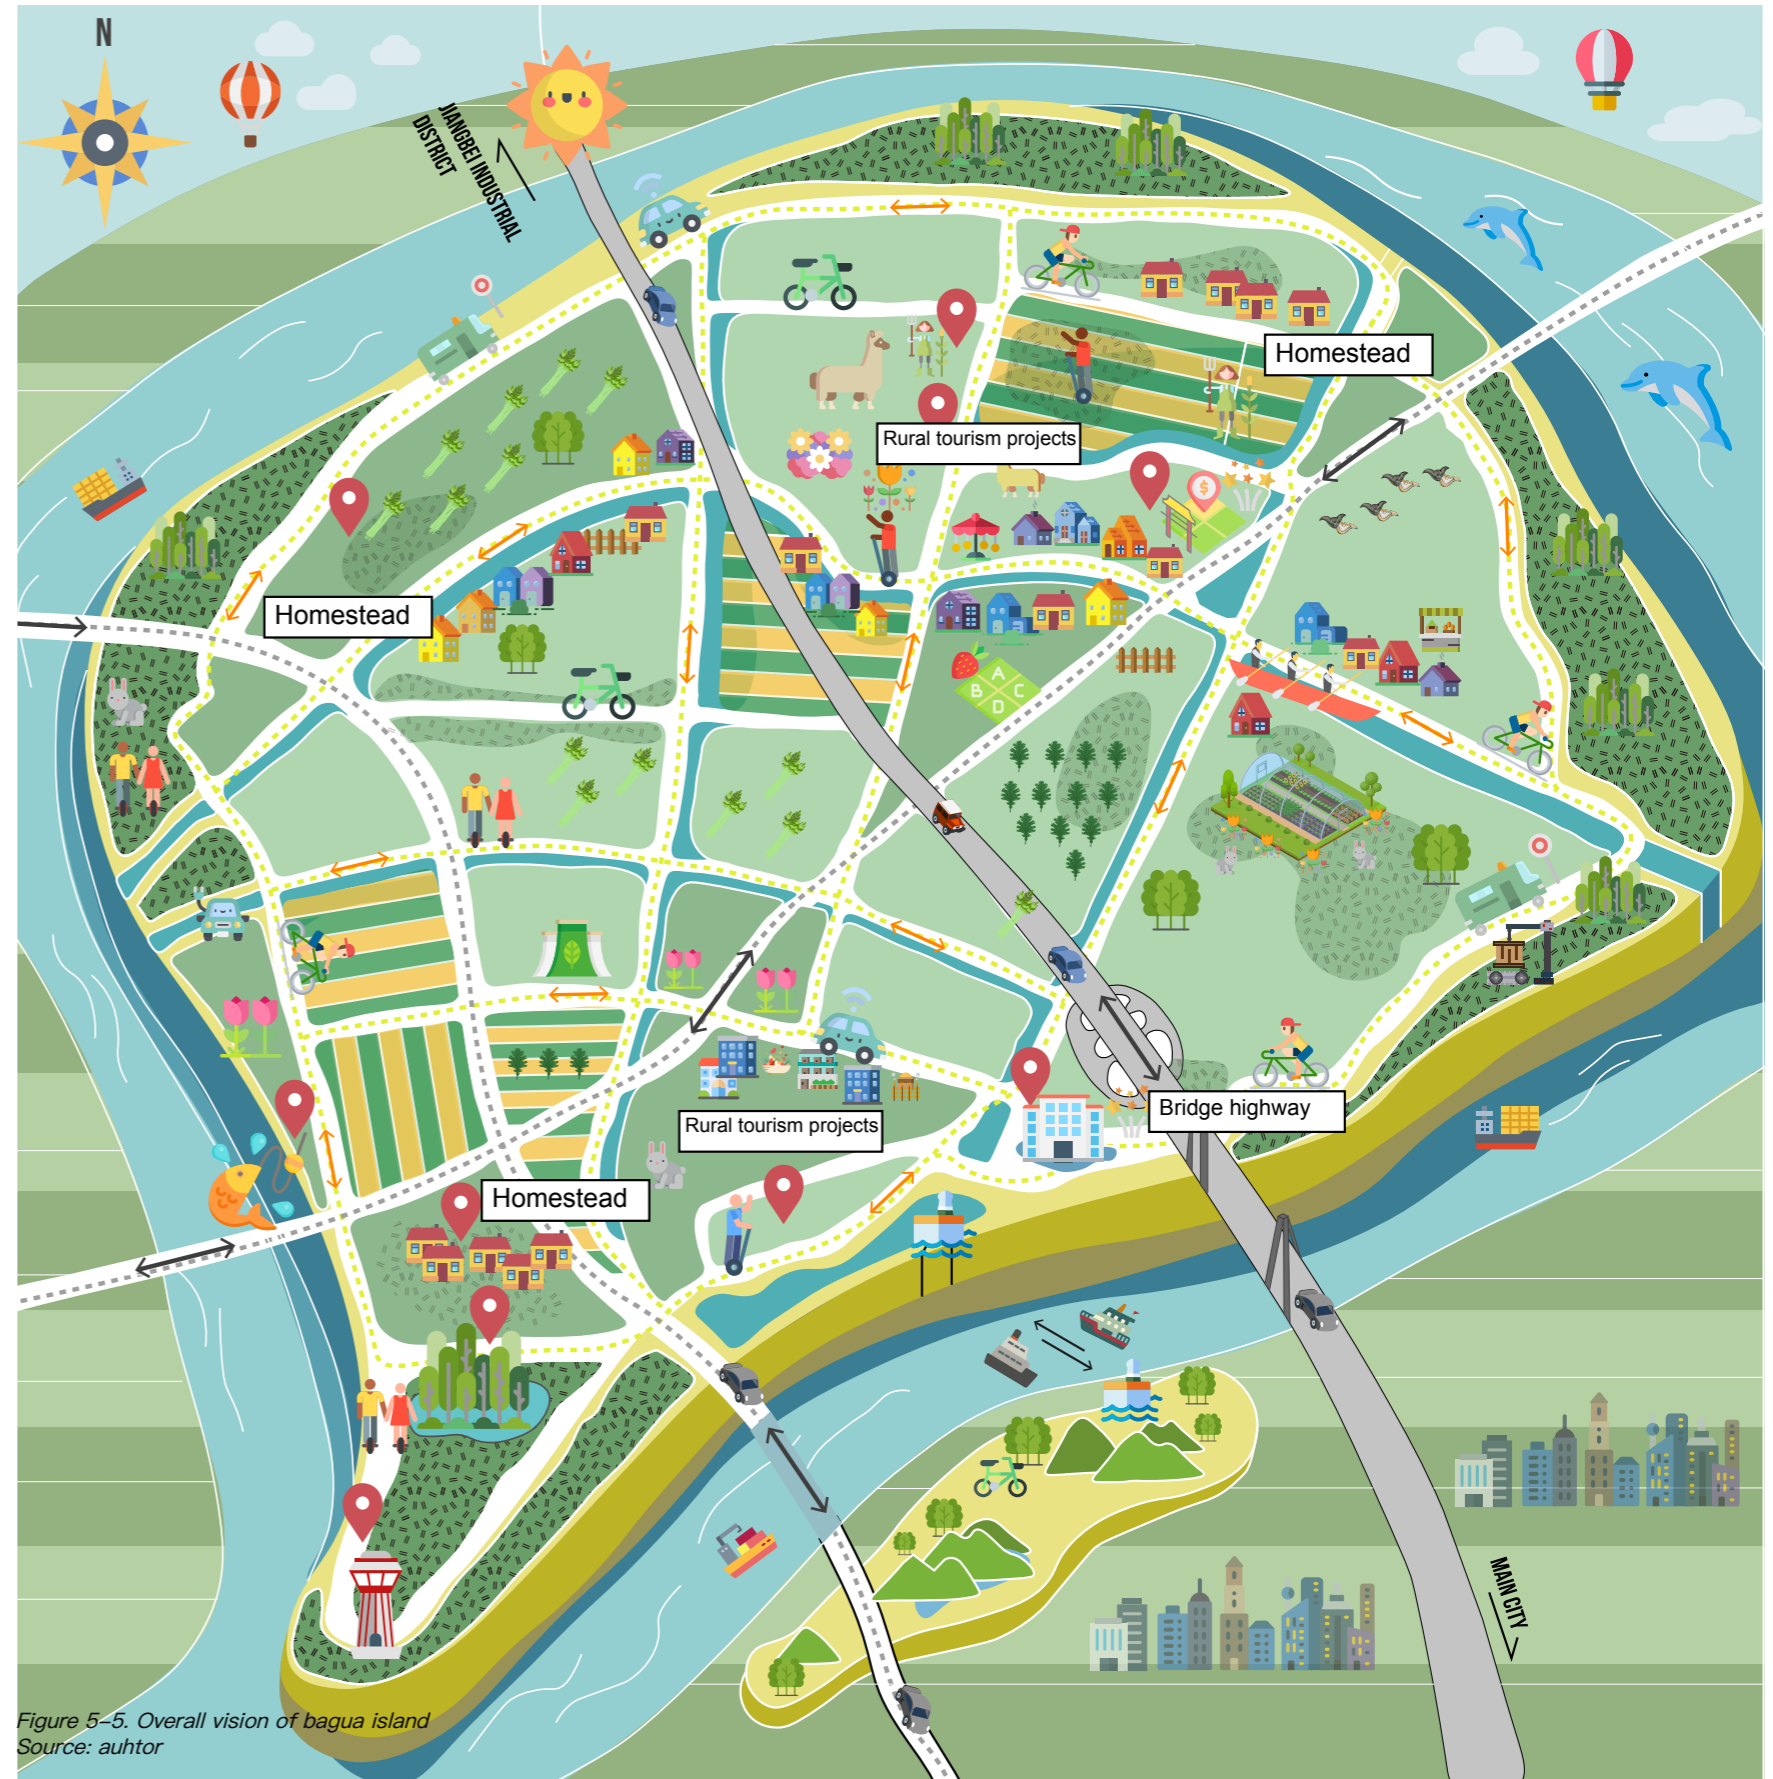 N
JIANGBEI INDUSTRIAL
DISTRICT
Homestead
Rural tourism projects
$
Homestead
A
B C
D
Bridge highway
Rural tourism projects
Homestead
MAIN CITY
Figure 5–5. Overall vision of bagua island
Source: auhtor